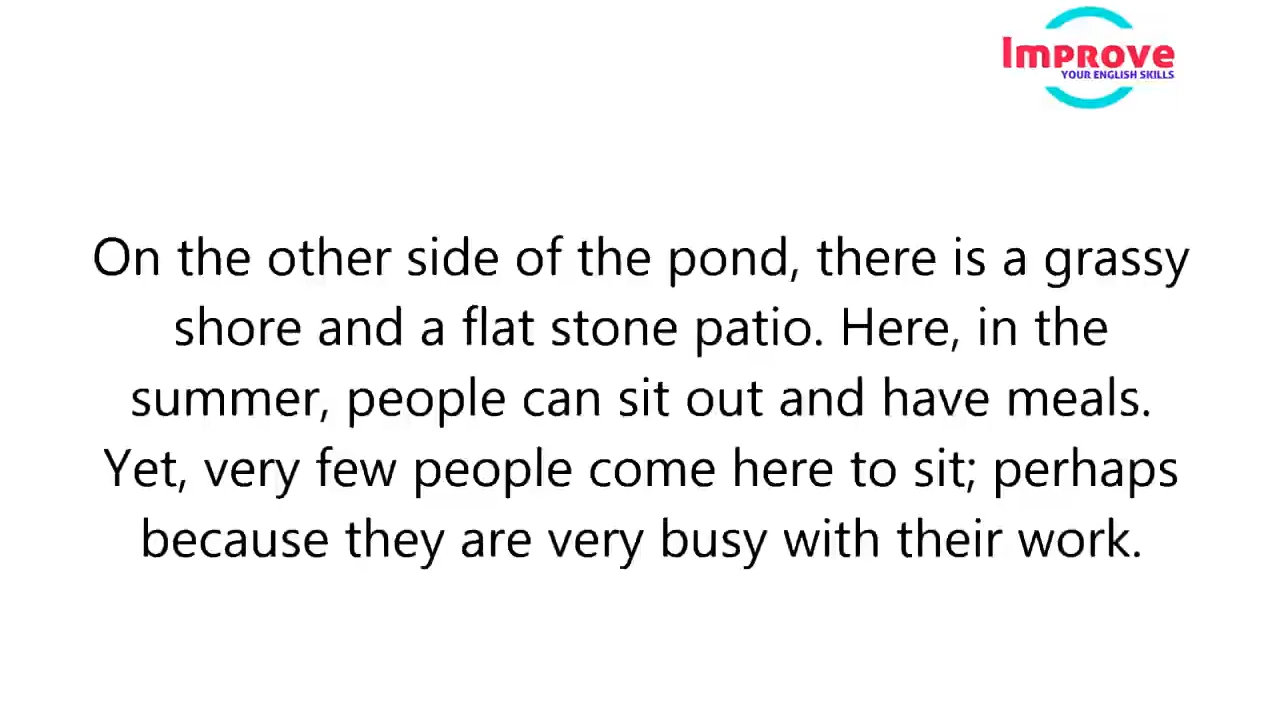 Improve
YOUR ENGLISH SKILLS
On the other side of the pond, there is a grassy
shore and a flat stone patio. Here, in the
summer, people can sit out and have meals.
Yet, very few people come here to sit; perhaps
because they are very busy with their work.